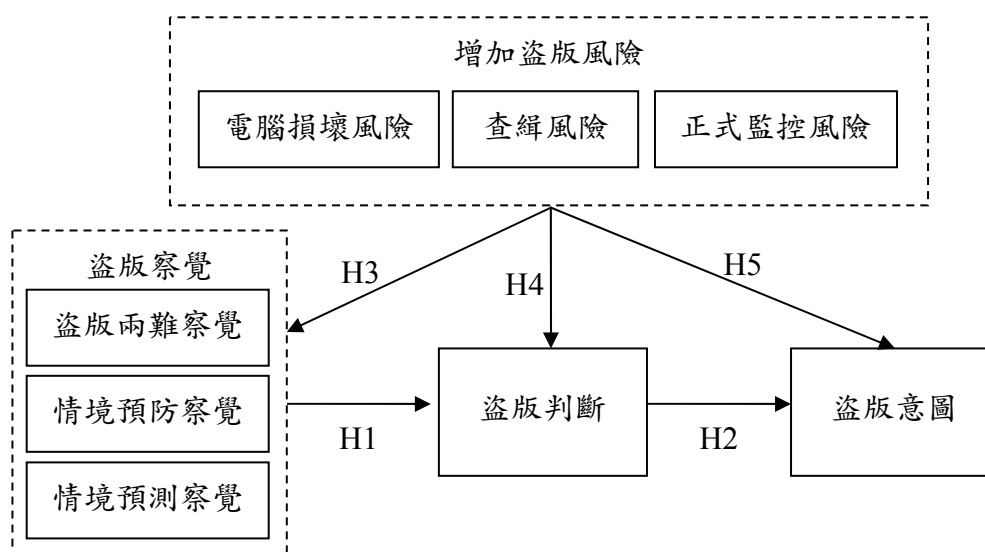 增加盜版風險
電腦損壞風險 查緝風險 正式監控風險
H3 H4 H5
盜版察覺
盜版兩難察覺
情境預防察覺
情境預測察覺
H1
盜版判斷
H2
盜版意圖